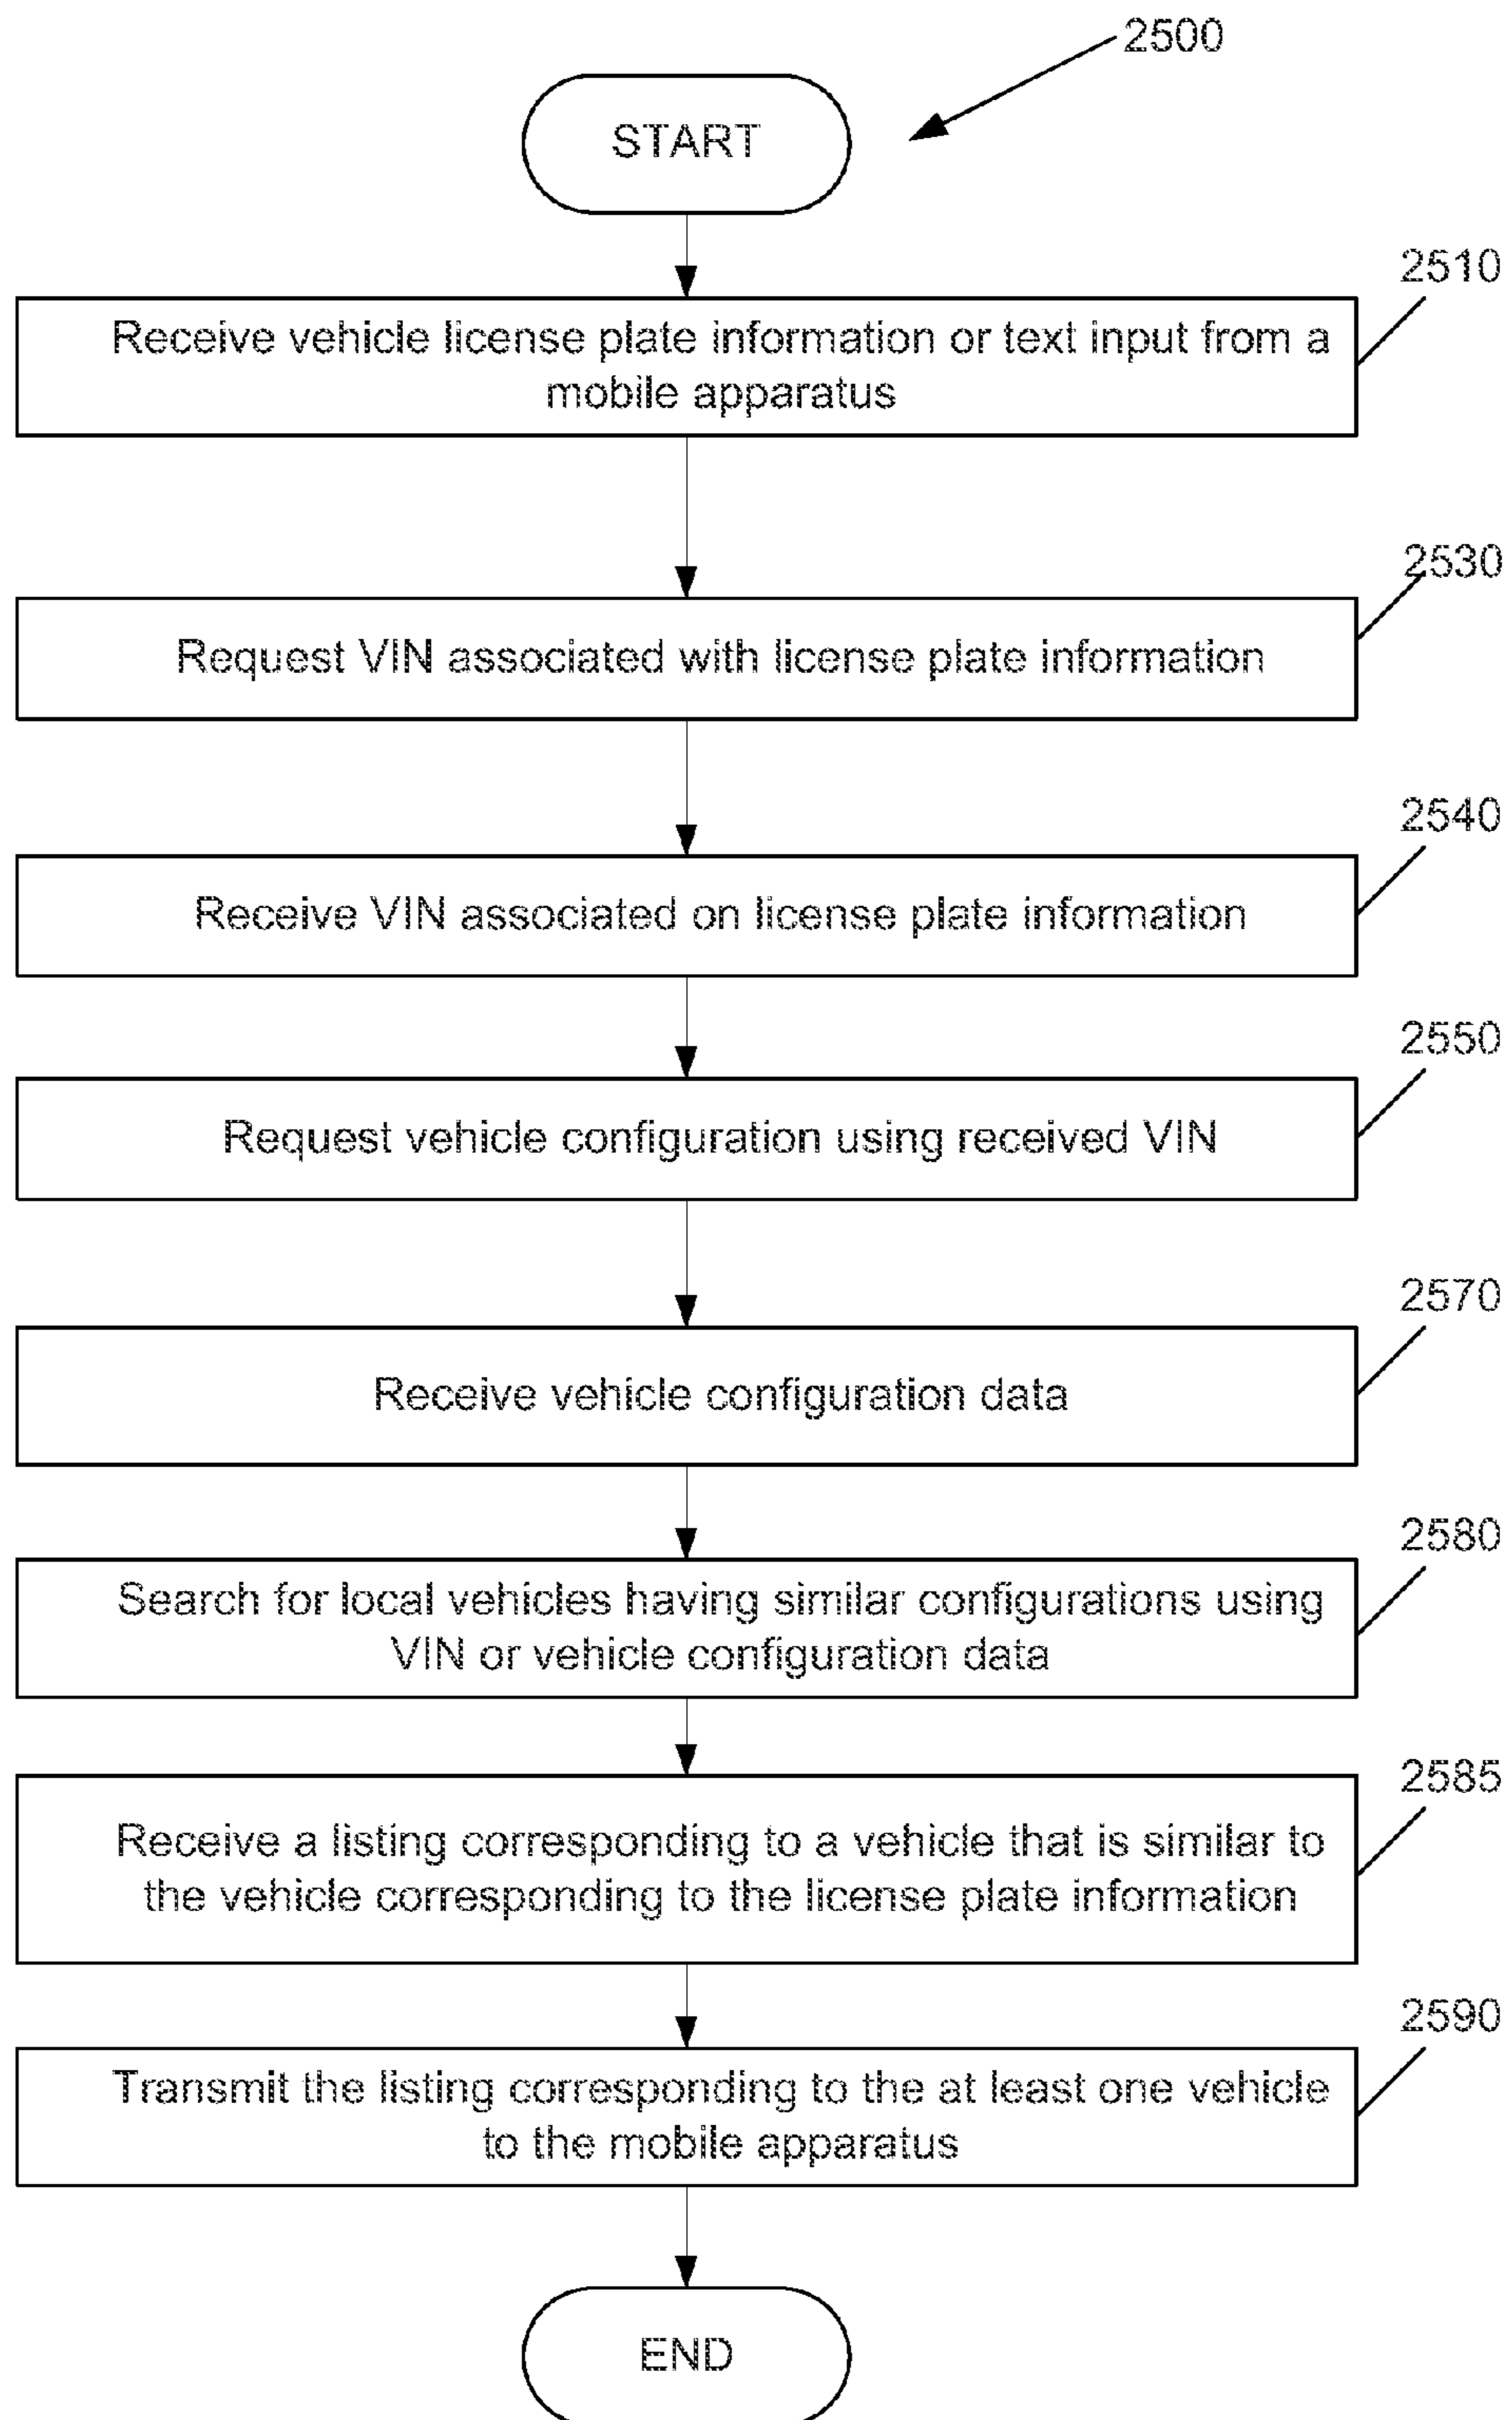 2500
START
2510
Receive vehicle license plate information or text input from a
mobile apparatus
2530
Request VIN associated with license plate information
2540
Receive VIN associated on license plate information
2550
Request vehicle configuration using received VIN
2570
Receive vehicle configuration data
2580
Search for local vehicles having similar configurations using
VIN or vehicle configuration data
2585
Receive a listing corresponding to a vehicle that is similar to
the vehicle corresponding to the license plate information
2590
Transmit the listing corresponding to the at least one vehicle
to the mobile apparatus
END